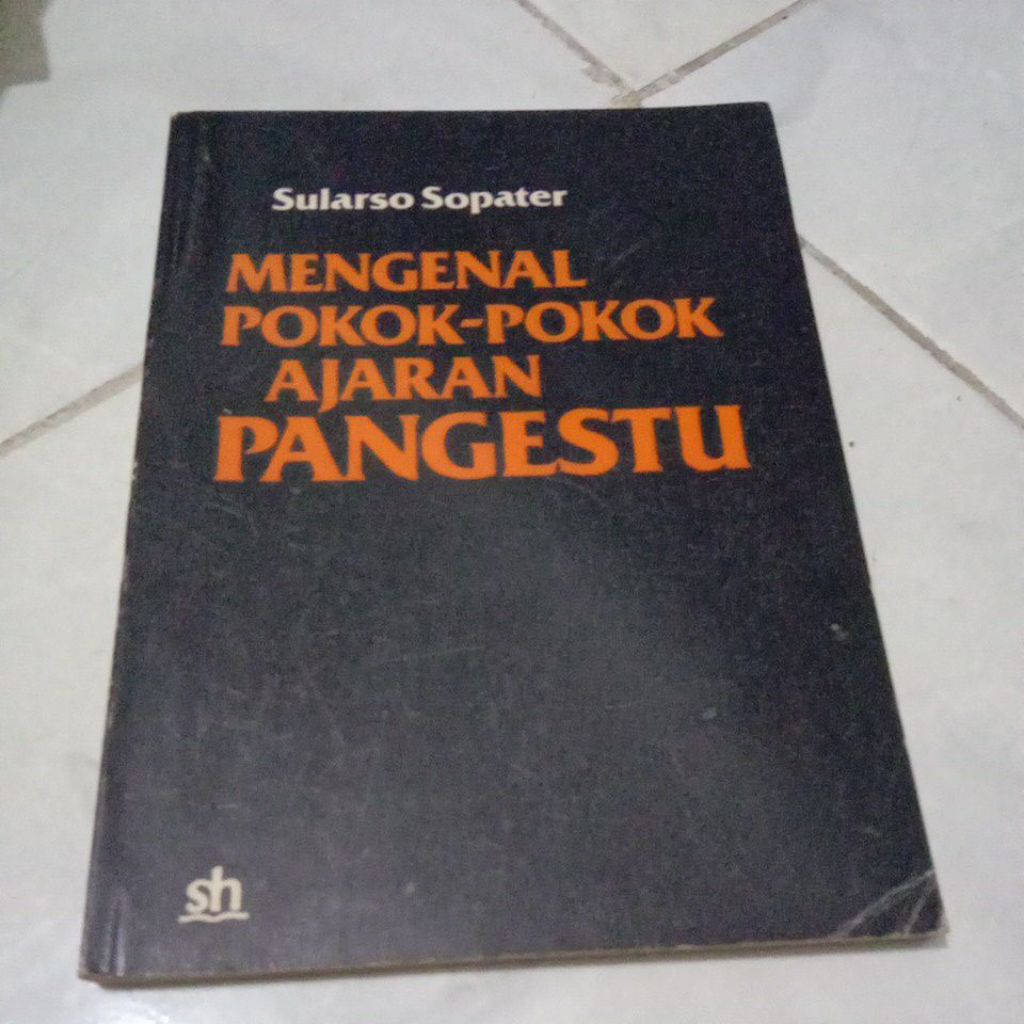 Sularso Sopater
MENGENAL
POKOK-POKOK
AJARAN
PANGESTU
sh